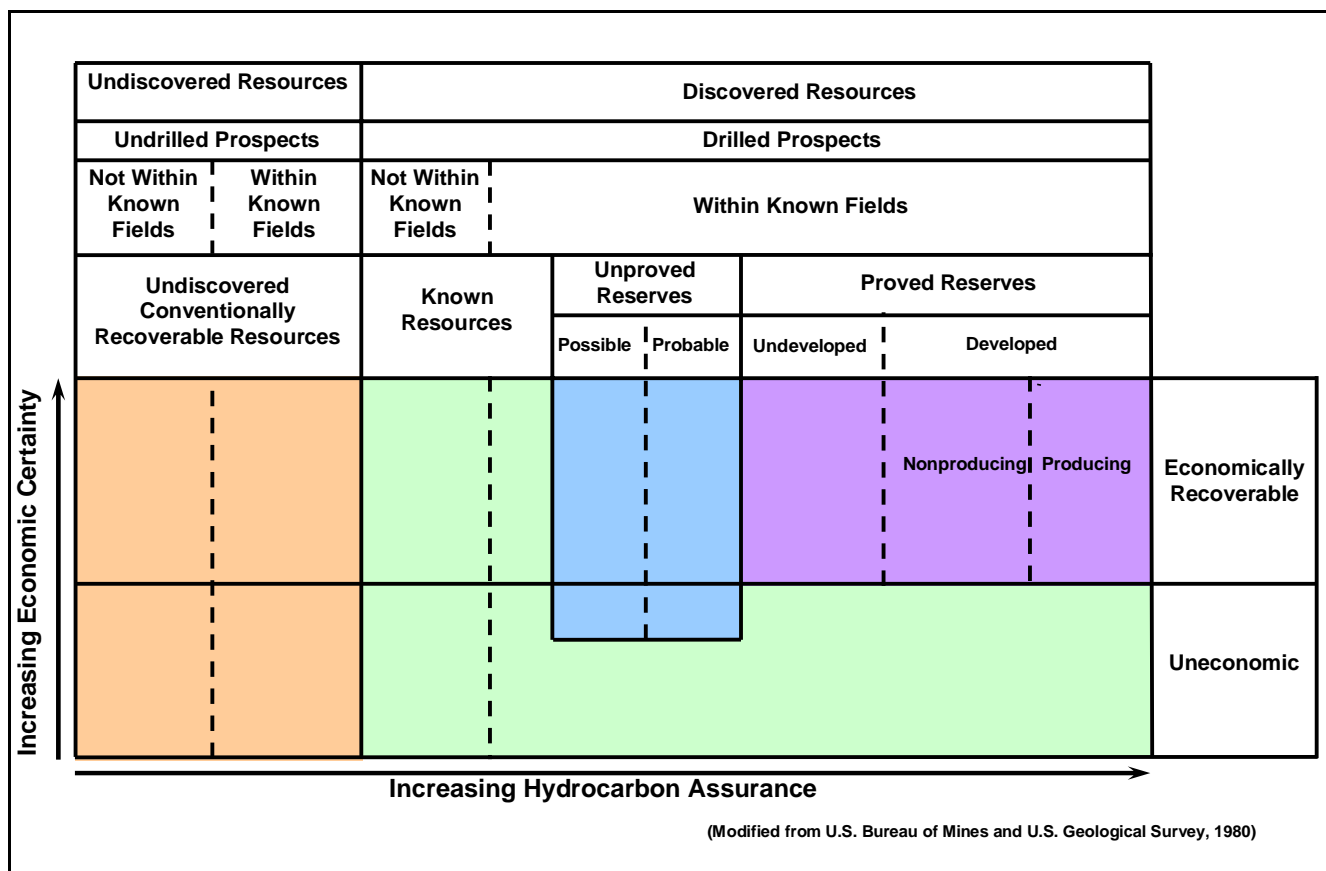 Undiscovered Resources
Discovered Resources
Undrilled Prospects
Drilled Prospects
Not Within
Known
Fields
Within
Known
Fields
Not Within
Known
Fields
Within Known Fields
Undiscovered
Conventionally
Recoverable Resources
Known
Resources
Unproved
Reserves
Proved Reserves
Possible
Probable
Undeveloped
Developed
Nonproducing
Producing
Economically
Recoverable
Uneconomic
Increasing Economic Certainty
Increasing Hydrocarbon Assurance
(Modified from U.S. Bureau of Mines and U.S. Geological Survey, 1980)